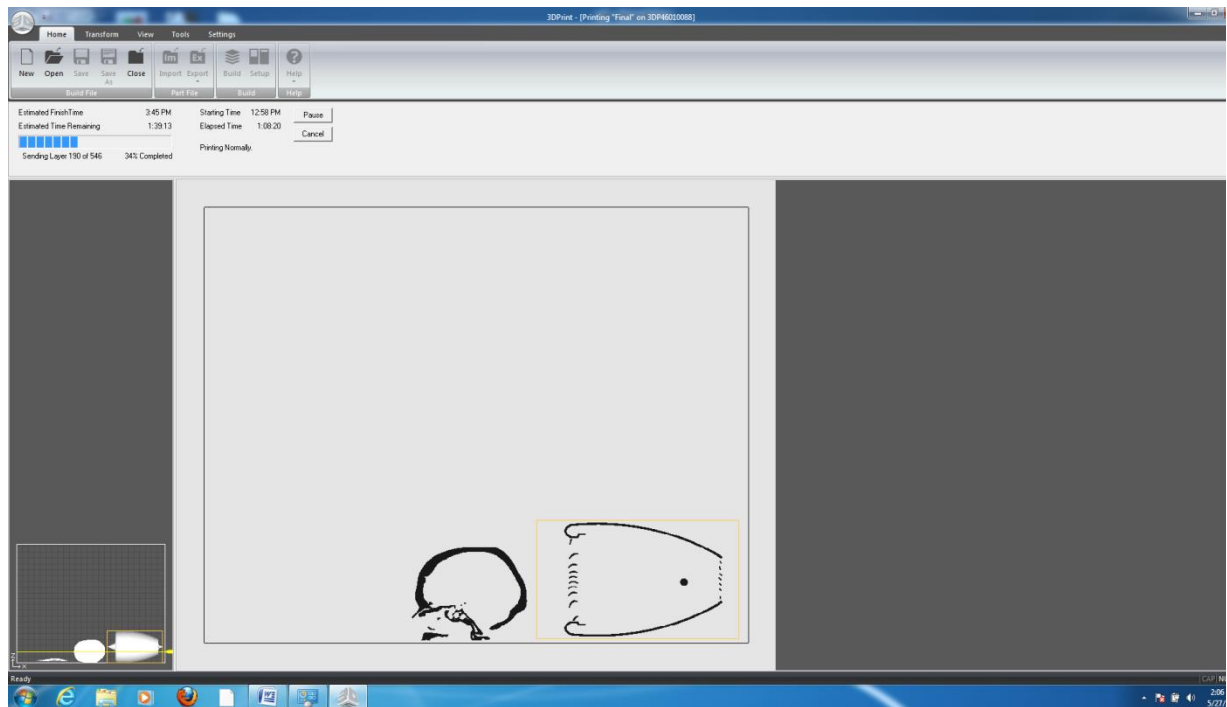 3DPrint - [Printing "Final" on 3DP46010088]
Home Transform View Tools Settings
New Open Save Save As Close Import Export Build Setup Help
Build File Part File Build Help
Estimated FinishTime 3:45 PM Starting Time 12:58 PM Pause
Estimated Time Remaining 1:39:13 Elapsed Time 1:08:20 Cancel
Printing Normally.
Sending Layer 190 of 546 34% Completed
Z
X
Ready CAP
2:06
5/27/